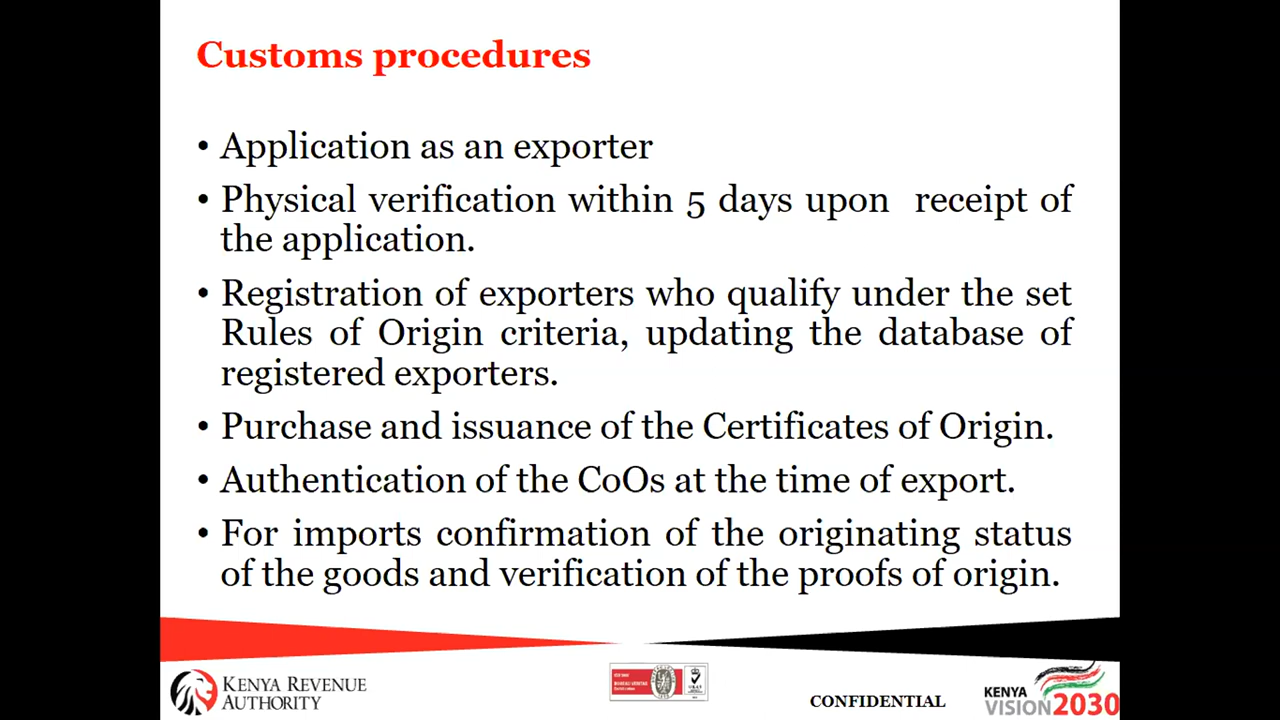 Customs procedures
• Application as an exporter
• Physical verification within 5 days upon receipt of
the application.
• Registration of exporters who qualify under the set
Rules of Origin criteria, updating the database of
registered exporters.
• Purchase and issuance of the Certificates of Origin.
• Authentication of the CoOs at the time of export.
• For imports confirmation of the originating status
of the goods and verification of the proofs of origin.
KENYA REVENUE
AUTHORITY
BUREAU VERITAS
Certification
CONFIDENTIAL
KENYA
VISION 2030